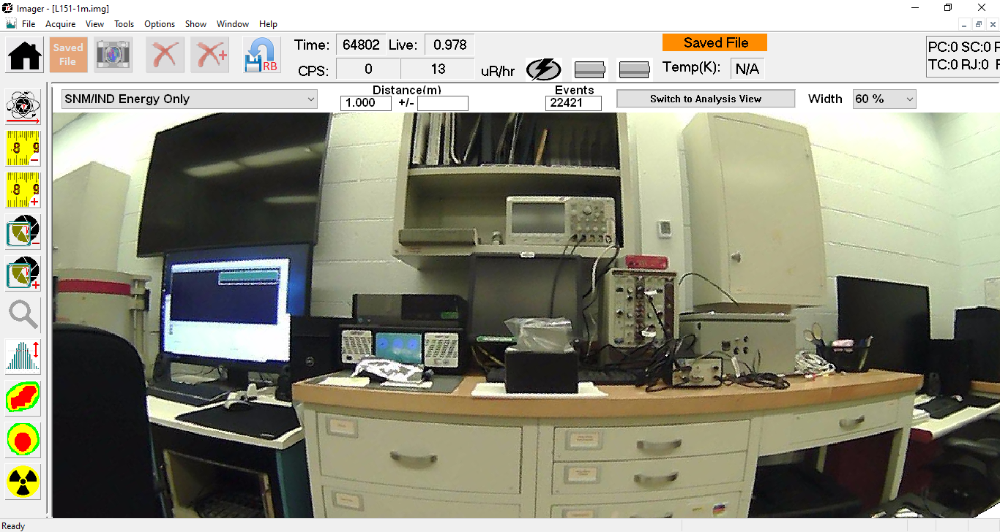 Imager - [L151-1m.img]
File Acquire View Tools Options Show Window Help
Saved File
RB
Time: 64802 Live: 0.978
CPS: 0 13 uR/hr
Saved File
Temp(K): N/A
PC:0 SC:0 P
TC:0 RJ:0 F
SNM/IND Energy Only
Distance(m)
1.000 +/-
Events
22421
Switch to Analysis View
Width 60 %
8 9
8 9
Ready